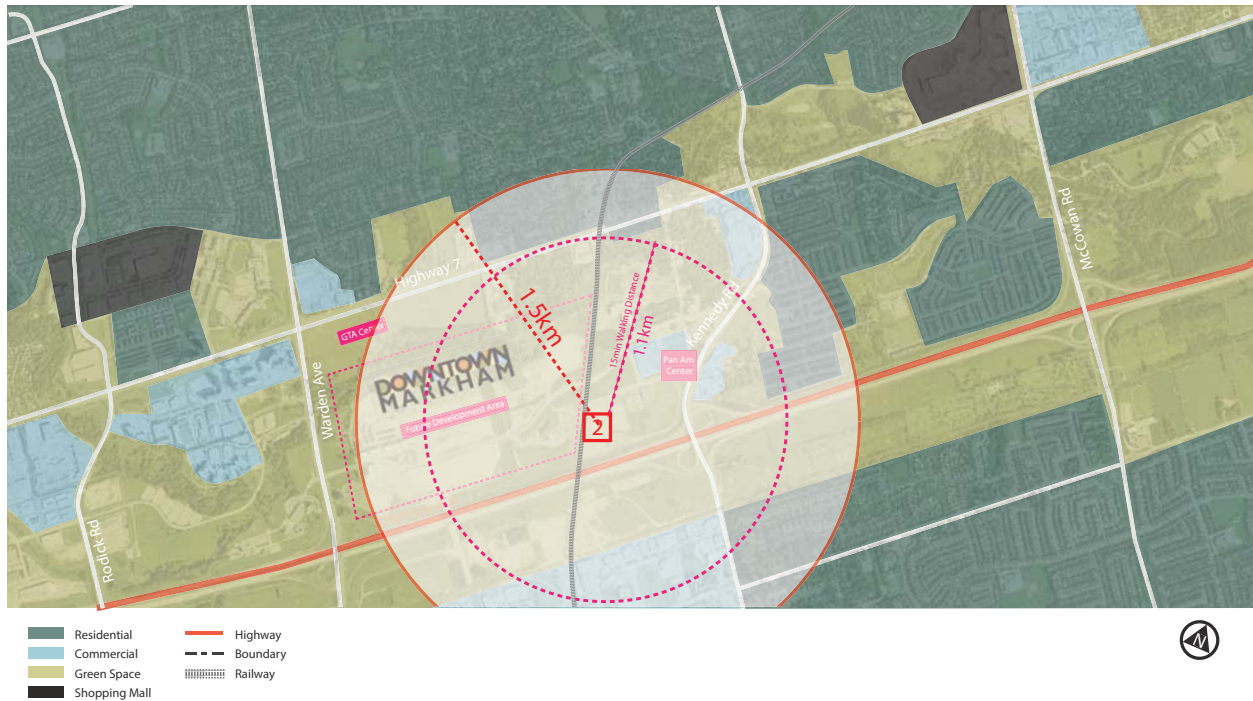 McCowan Rd
Highway 7
1.5km
15min Walking Distance
1.1km
Kennedy Rd
GTA Center
Pan Am
Center
Warden Ave
DOWNTOWN
MARKHAM
Future Development Area
2
Rodick Rd
Residential
Commercial
Green Space
Shopping Mall
Highway
Boundary
Railway
N